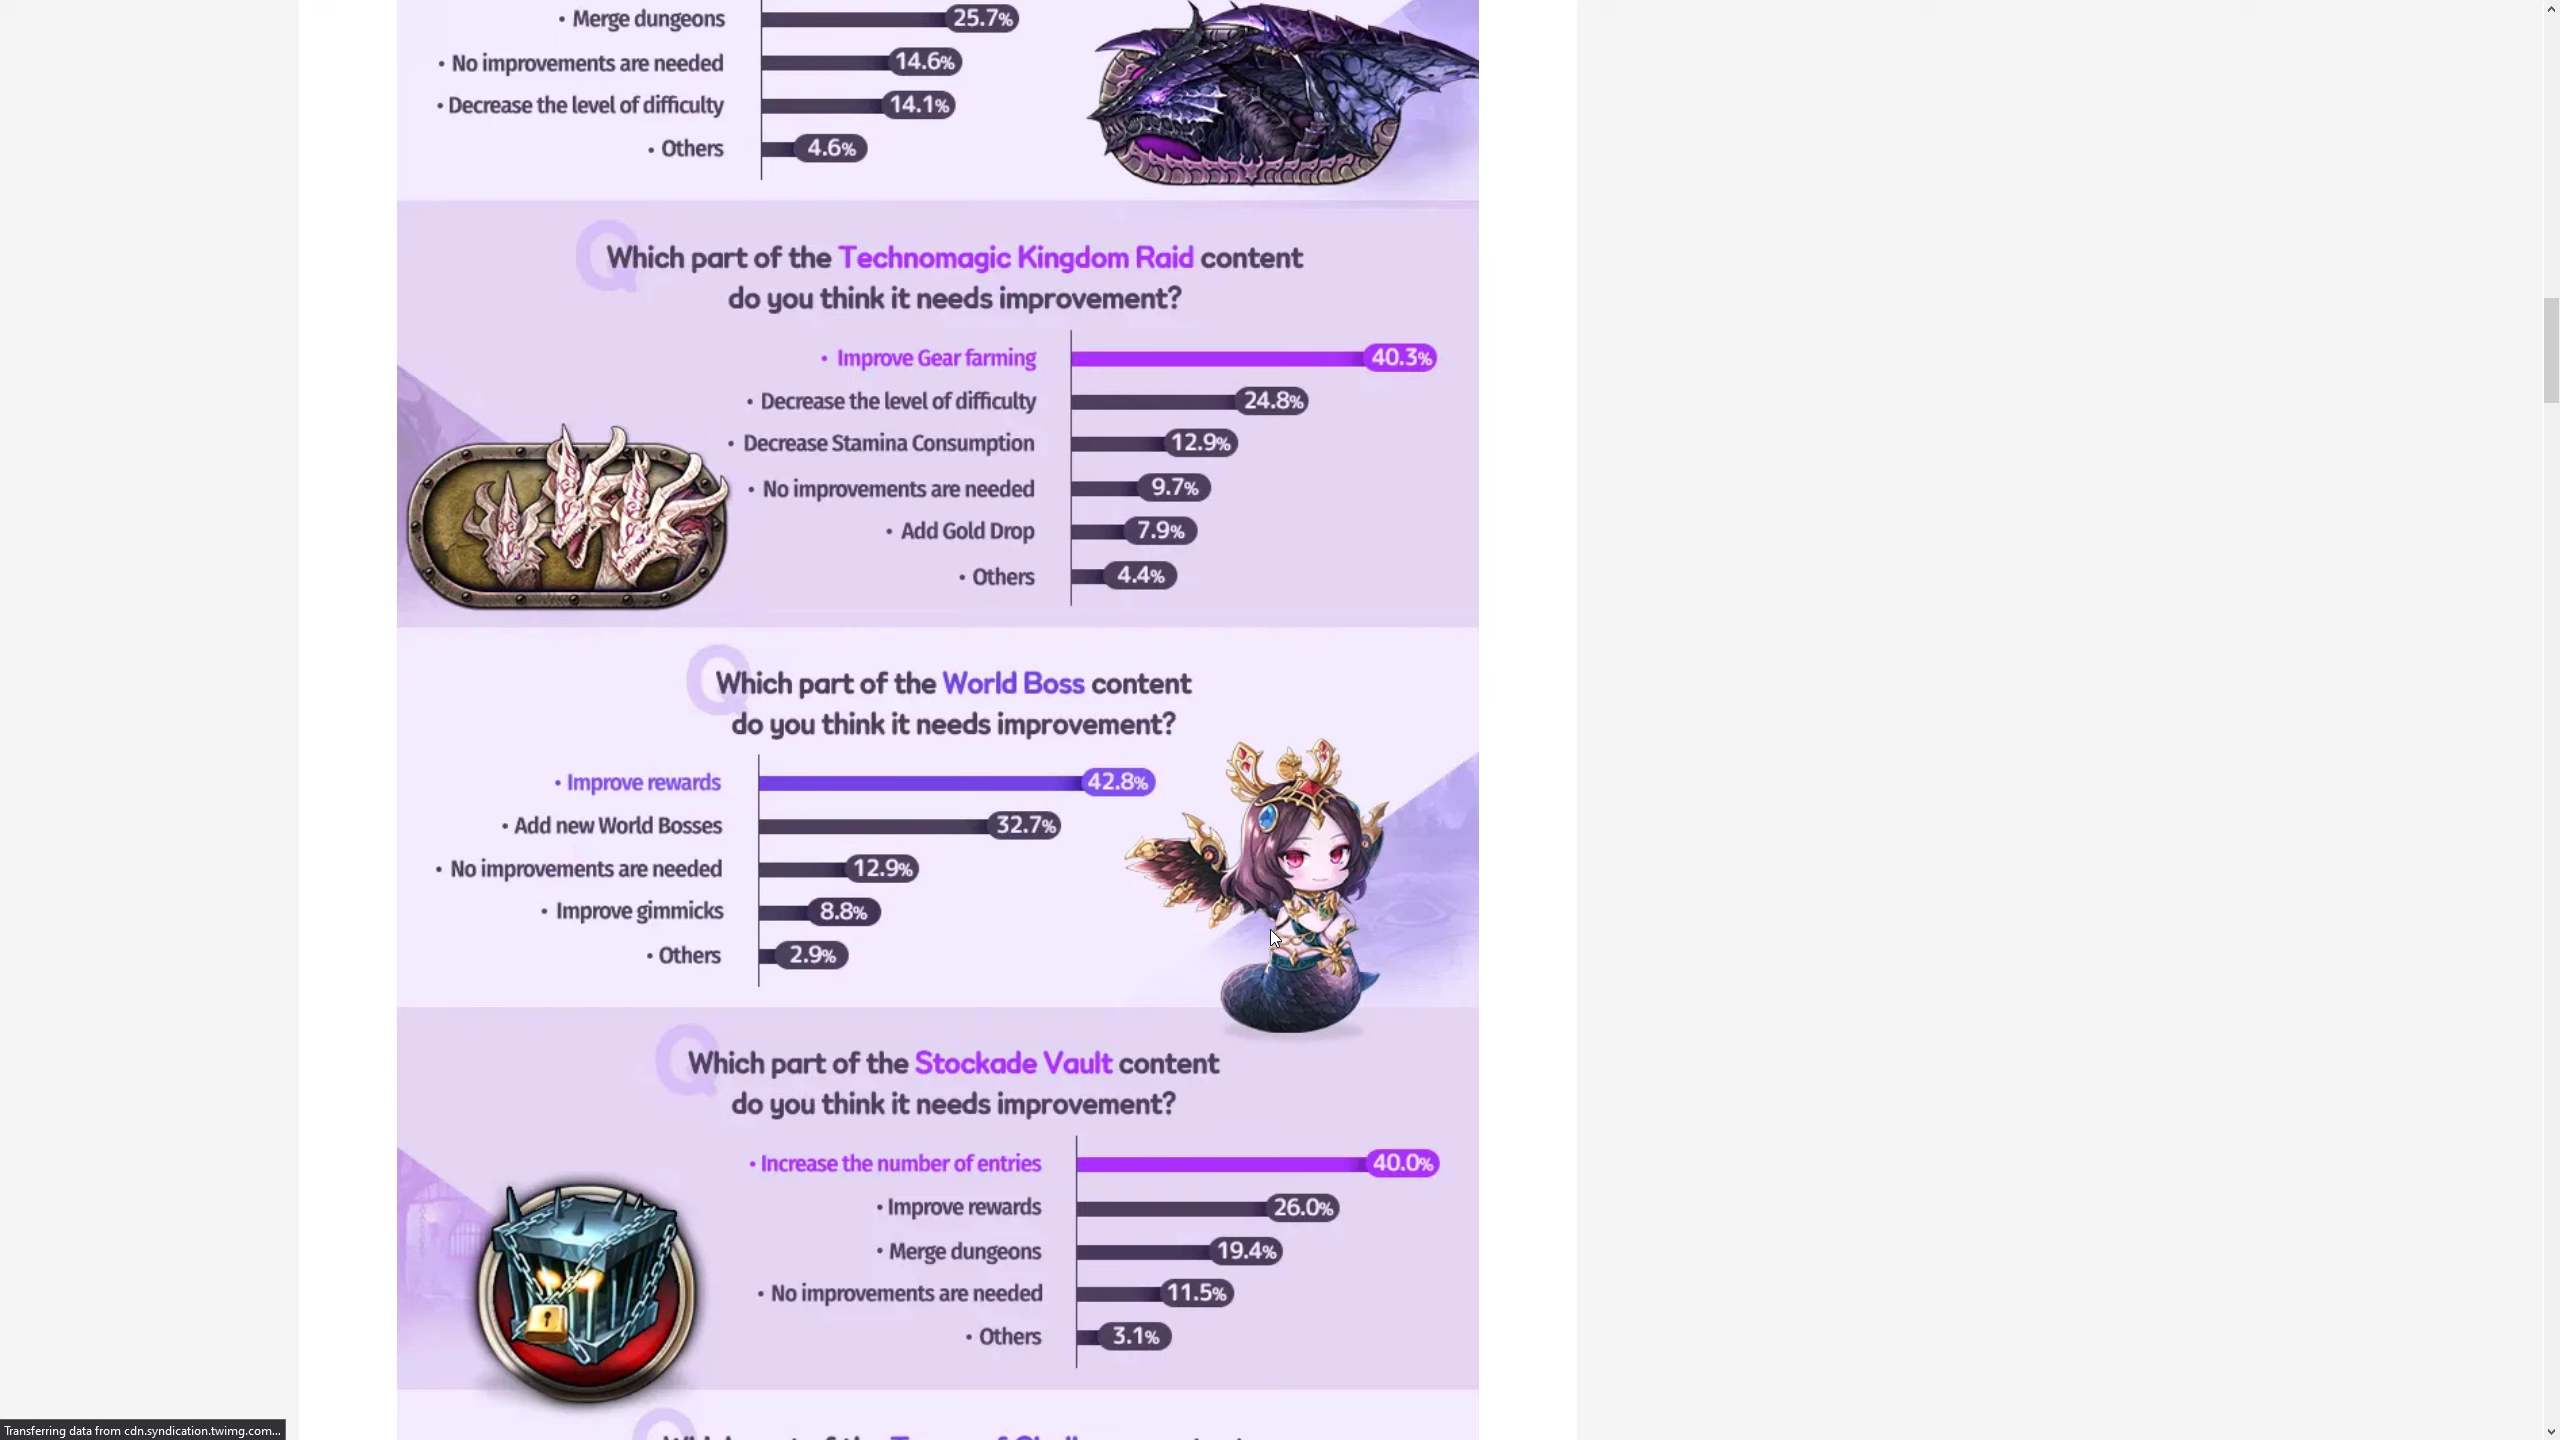 • Merge dungeons 25.7%
• No improvements are needed 14.6%
• Decrease the level of difficulty 14.1%
• Others 4.6%
Q
Which part of the Technomagic Kingdom Raid content
do you think it needs improvement?
• Improve Gear farming 40.3%
• Decrease the level of difficulty 24.8%
• Decrease Stamina Consumption 12.9%
• No improvements are needed 9.7%
• Add Gold Drop 7.9%
• Others 4.4%
Q
Which part of the World Boss content
do you think it needs improvement?
• Improve rewards 42.8%
• Add new World Bosses 32.7%
• No improvements are needed 12.9%
• Improve gimmicks 8.8%
• Others 2.9%
Q
Which part of the Stockade Vault content
do you think it needs improvement?
• Increase the number of entries 40.0%
• Improve rewards 26.0%
• Merge dungeons 19.4%
• No improvements are needed 11.5%
• Others 3.1%
Q
Transferring data from cdn.syndication.twimg.com...